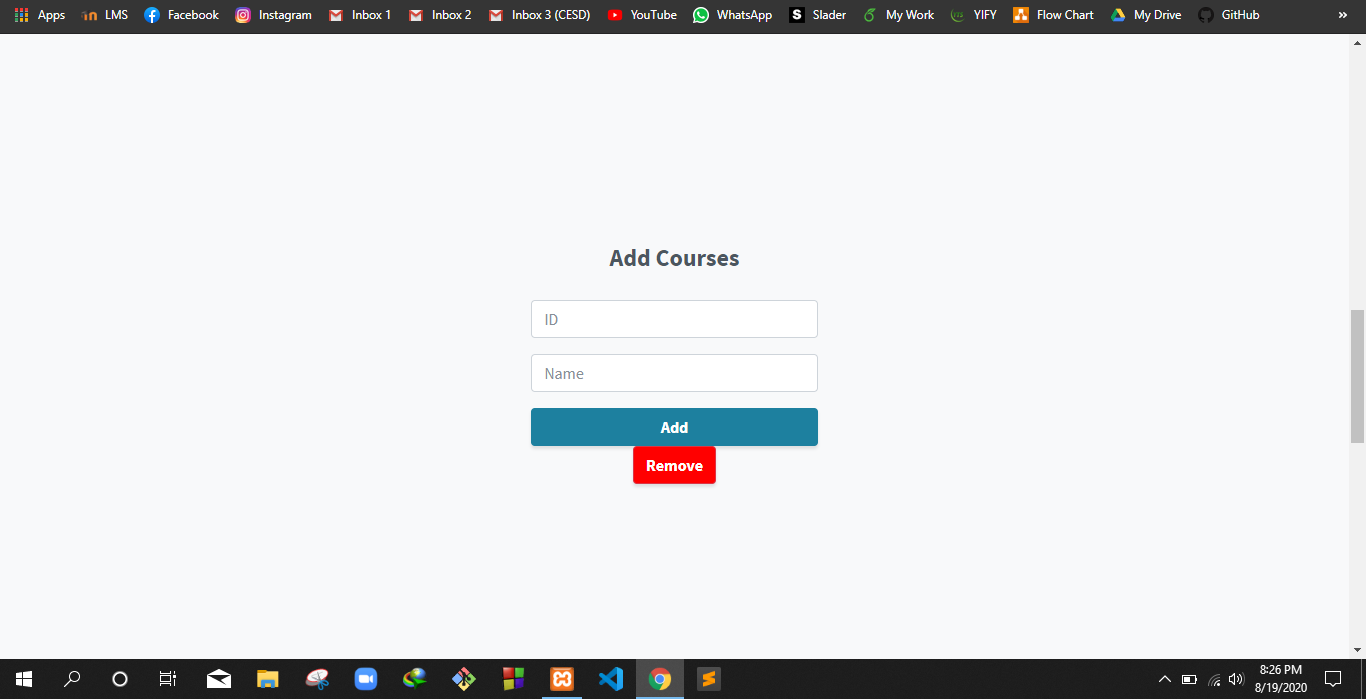 Apps LMS Facebook Instagram Inbox 1 Inbox 2 Inbox 3 (CESD) YouTube WhatsApp Slader My Work YIFY Flow Chart My Drive GitHub »
Add Courses
ID
Name
Add
Remove
8:26 PM
8/19/2020